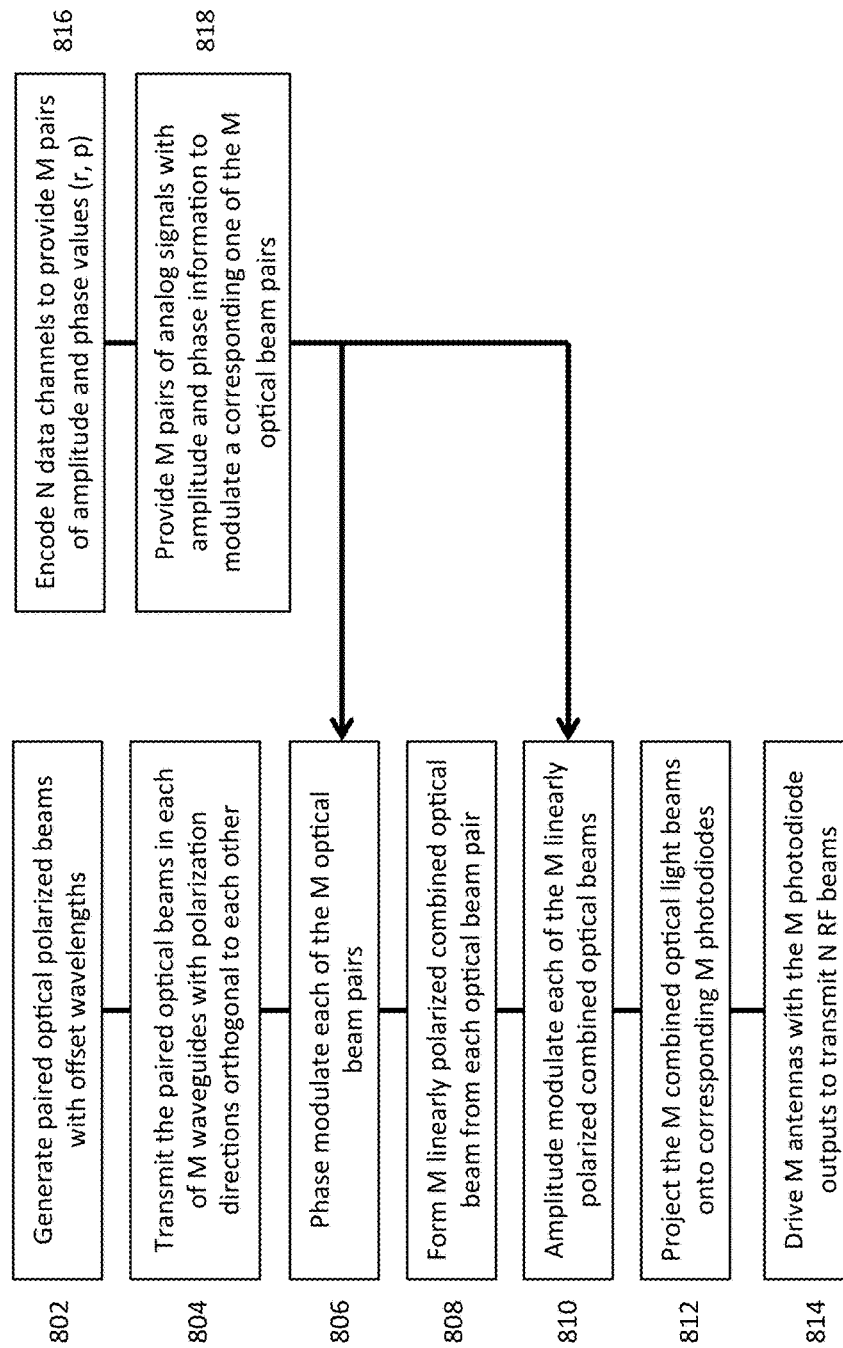 802
Generate paired optical polarized beams
with offset wavelengths
804
Transmit the paired optical beams in each
of M waveguides with polarization
directions orthogonal to each other
806
Phase modulate each of the M optical
beam pairs
808
Form M linearly polarized combined optical
beam from each optical beam pair
810
Amplitude modulate each of the M linearly
polarized combined optical beams
812
Project the M combined optical light beams
onto corresponding M photodiodes
814
Drive M antennas with the M photodiode
outputs to transmit N RF beams
Encode N data channels to provide M pairs
of amplitude and phase values (r, p)
816
Provide M pairs of analog signals with
amplitude and phase information to
modulate a corresponding one of the M
optical beam pairs
818